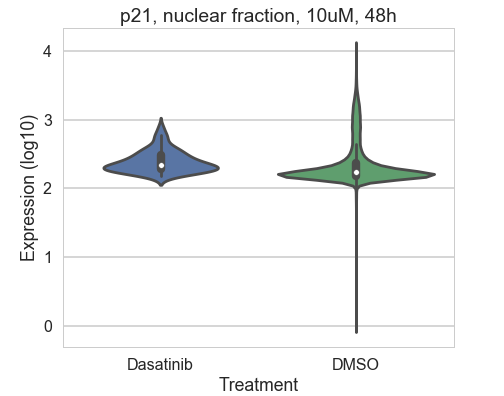 p21, nuclear fraction, 10uM, 48h
Expression (log10)
4
3
2
1
0
Dasatinib DMSO
Treatment